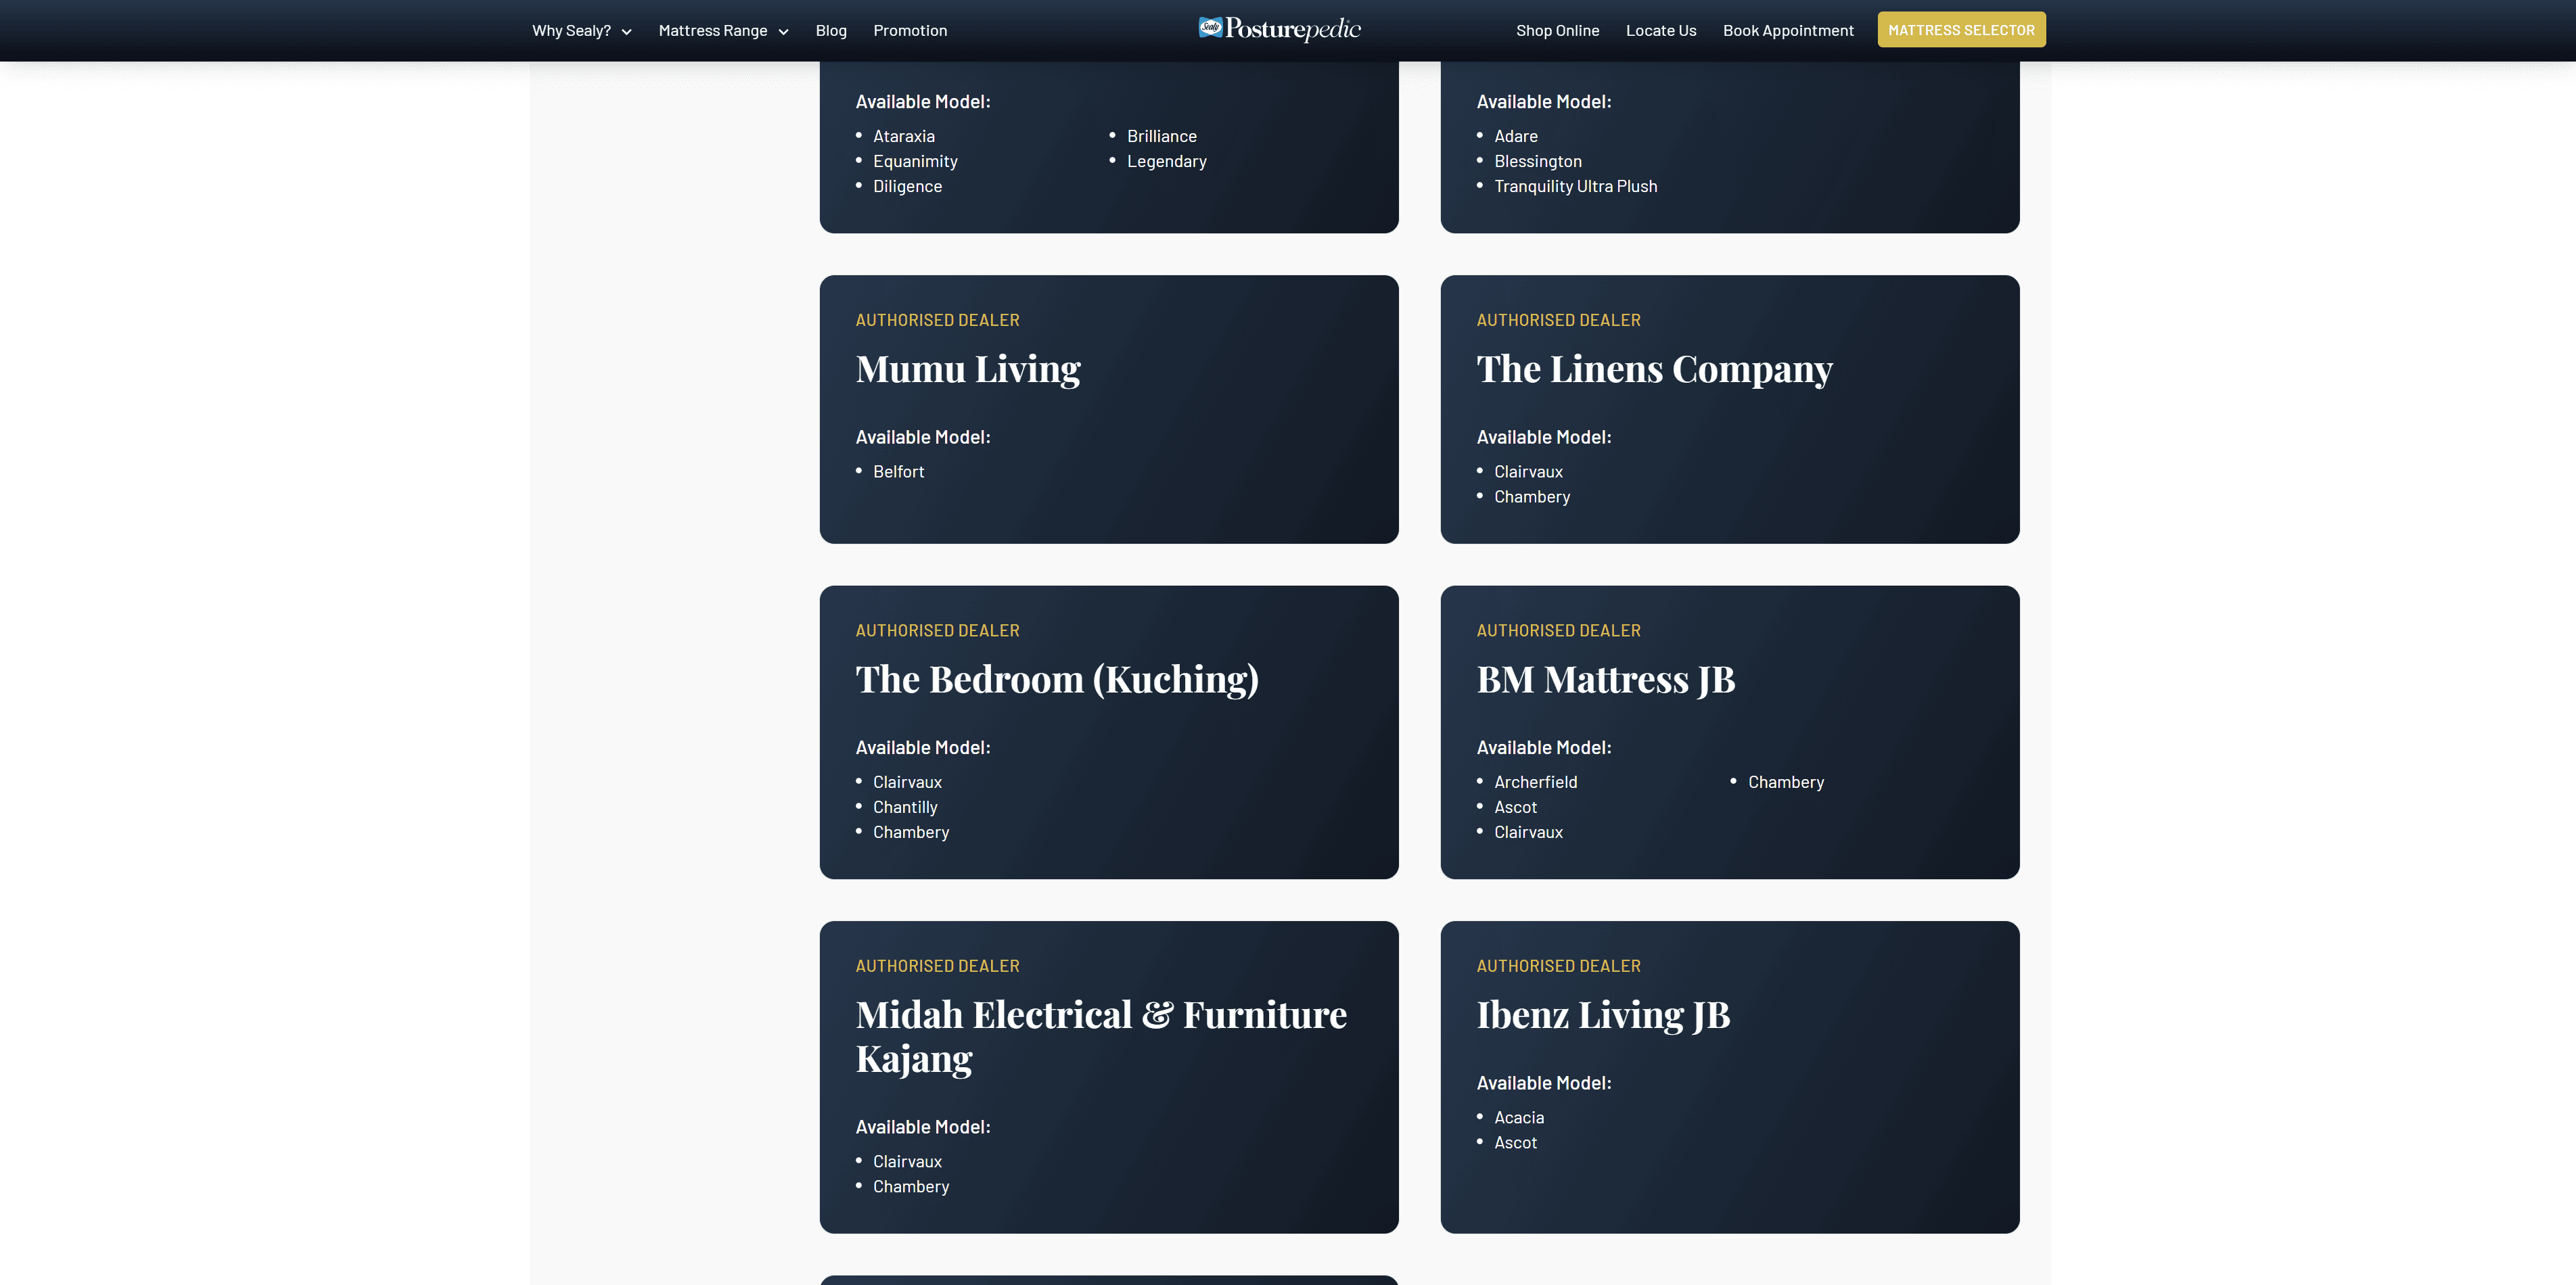 Why Sealy? Mattress Range Blog Promotion Sealy Posturepedic Shop Online Locate Us Book Appointment MATTRESS SELECTOR
Available Model:
Ataraxia
Equanimity
Diligence
Brilliance
Legendary
Available Model:
Adare
Blessington
Tranquility Ultra Plush
AUTHORISED DEALER
Mumu Living
Available Model:
Belfort
AUTHORISED DEALER
The Linens Company
Available Model:
Clairvaux
Chambery
AUTHORISED DEALER
The Bedroom (Kuching)
Available Model:
Clairvaux
Chantilly
Chambery
AUTHORISED DEALER
BM Mattress JB
Available Model:
Archerfield
Ascot
Clairvaux
Chambery
AUTHORISED DEALER
Midah Electrical & Furniture
Kajang
Available Model:
Clairvaux
Chambery
AUTHORISED DEALER
Ibenz Living JB
Available Model:
Acacia
Ascot